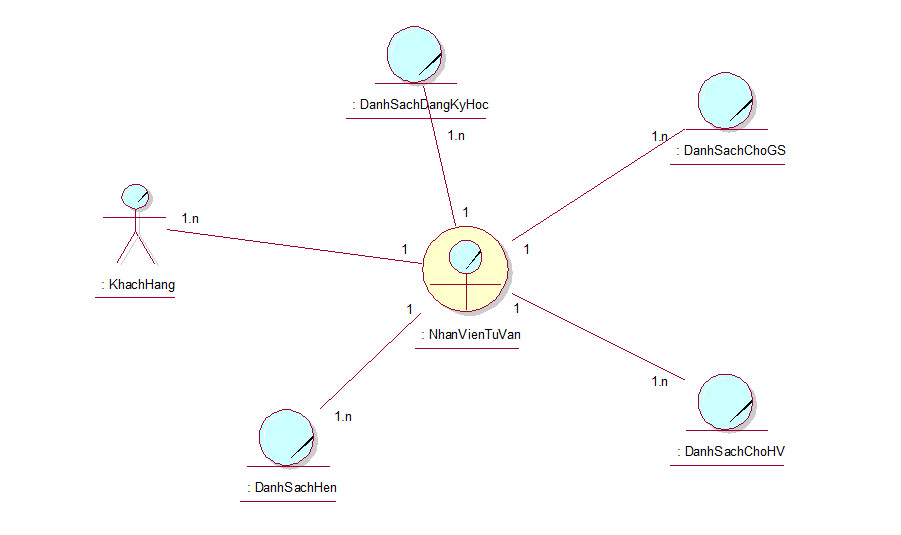 : DanhSachDangKyHoc
1.n
1.n
: DanhSachChoGS
1.n
1
1
1
: KhachHang
1
1
: NhanVienTuVan
1.n
1.n
: DanhSachChoHV
: DanhSachHen